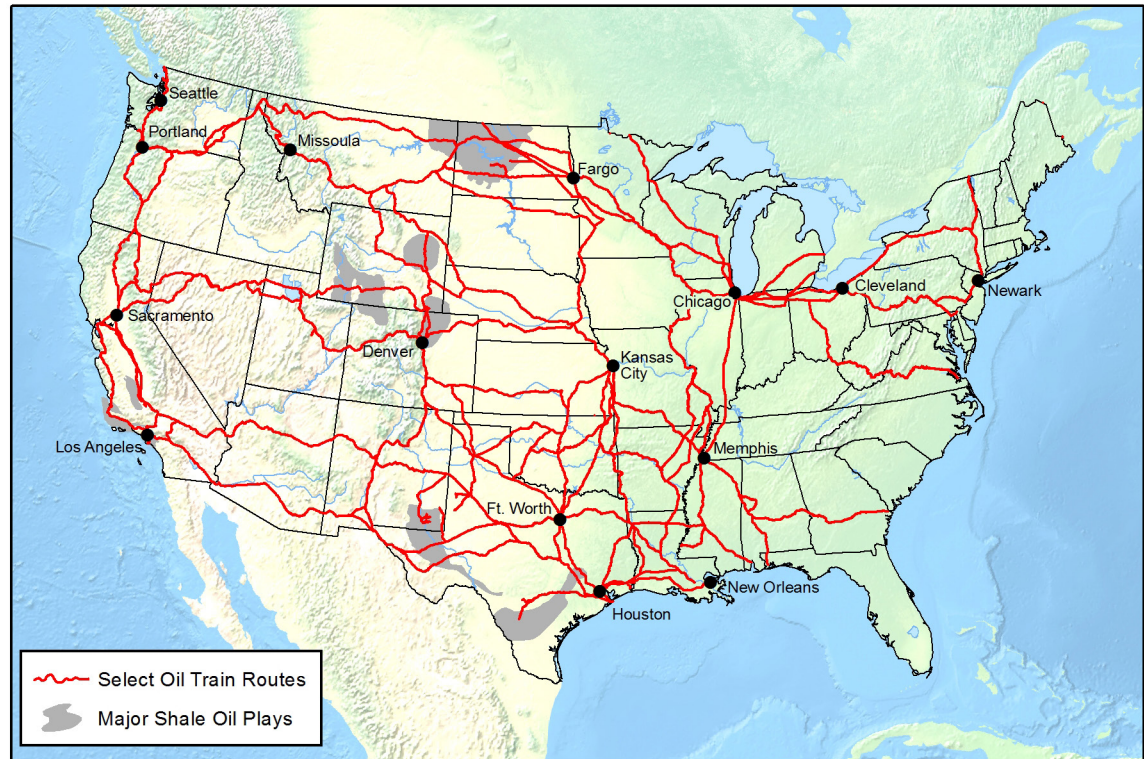 Seattle
Portland
Missoula
Fargo
Chicago
Cleveland
Newark
Sacramento
Denver
Kansas
City
Los Angeles
Memphis
Ft. Worth
New Orleans
Houston
Select Oil Train Routes
Major Shale Oil Plays